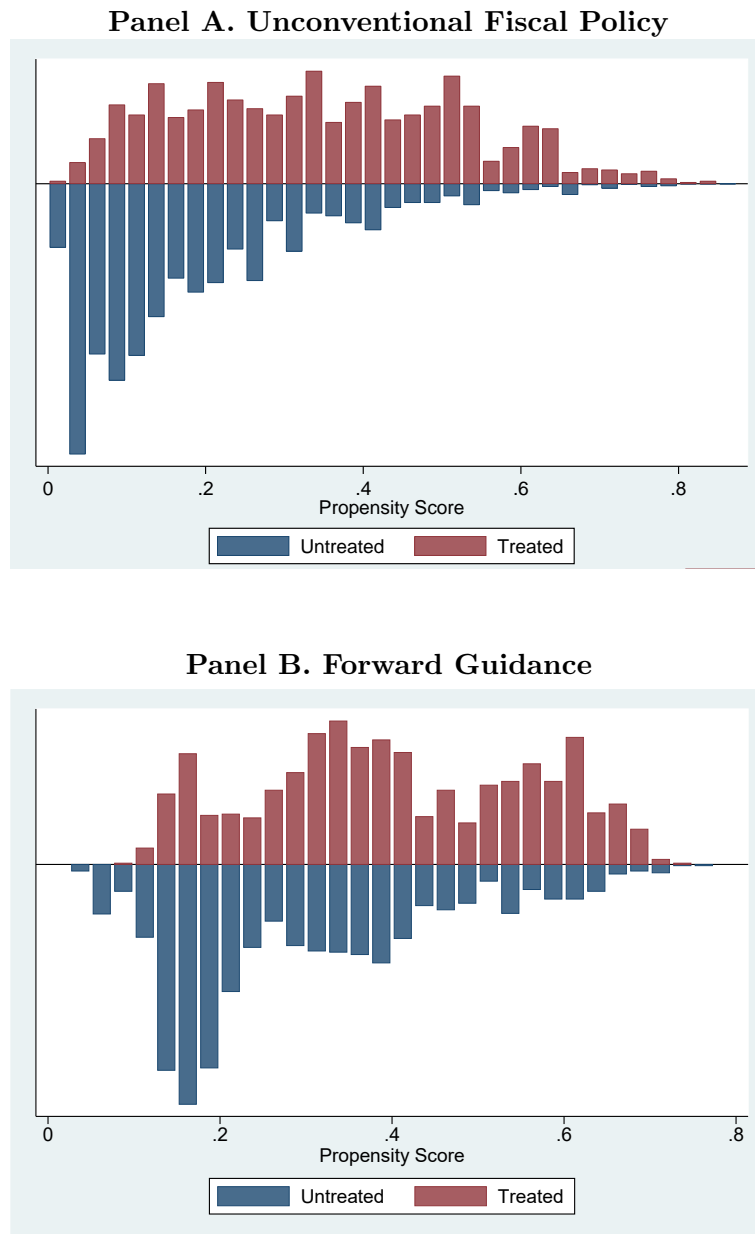 Panel A. Unconventional Fiscal Policy
0 .2 .4 .6 .8
Propensity Score
Untreated Treated
Panel B. Forward Guidance
0 .2 .4 .6 .8
Propensity Score
Untreated Treated